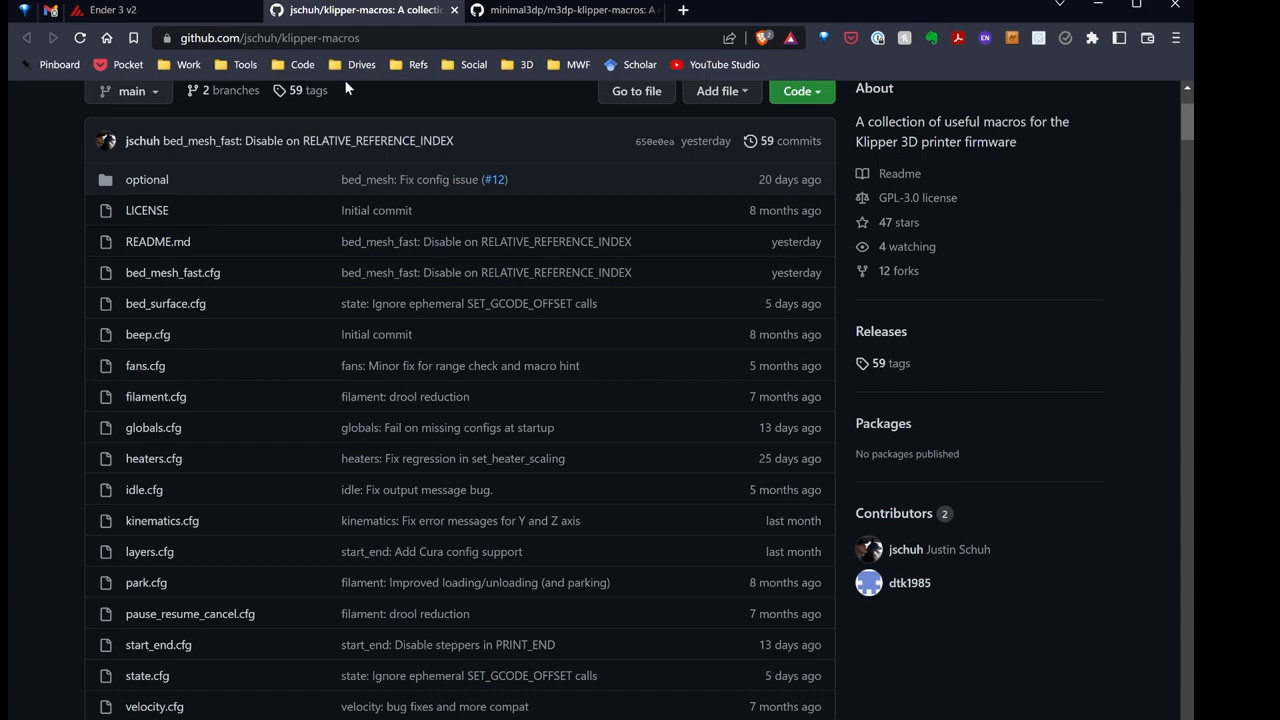 Ender 3 v2
jschuh/klipper-macros: A collecti
minimal3dp/m3dp-klipper-macros: A
github.com/jschuh/klipper-macros
2
Pinboard
Pocket
Work
Tools
Code
Drives
Refs
Social
3D
MWF
Scholar
YouTube Studio
main
2 branches
59 tags
Go to file
Add file
Code
jschuh bed_mesh_fast: Disable on RELATIVE_REFERENCE_INDEX 650e0ea yesterday 59 commits
optional bed_mesh: Fix config issue (#12) 20 days ago
LICENSE Initial commit 8 months ago
README.md bed_mesh_fast: Disable on RELATIVE_REFERENCE_INDEX yesterday
bed_mesh_fast.cfg bed_mesh_fast: Disable on RELATIVE_REFERENCE_INDEX yesterday
bed_surface.cfg state: Ignore ephemeral SET_GCODE_OFFSET calls 5 days ago
beep.cfg Initial commit 8 months ago
fans.cfg fans: Minor fix for range check and macro hint 5 months ago
filament.cfg filament: drool reduction 7 months ago
globals.cfg globals: Fail on missing configs at startup 13 days ago
heaters.cfg heaters: Fix regression in set_heater_scaling 25 days ago
idle.cfg idle: Fix output message bug. 5 months ago
kinematics.cfg kinematics: Fix error messages for Y and Z axis last month
layers.cfg start_end: Add Cura config support last month
park.cfg filament: Improved loading/unloading (and parking) 8 months ago
pause_resume_cancel.cfg filament: drool reduction 7 months ago
start_end.cfg start_end: Disable steppers in PRINT_END 13 days ago
state.cfg state: Ignore ephemeral SET_GCODE_OFFSET calls 5 days ago
velocity.cfg velocity: bug fixes and more compat 7 months ago
About
A collection of useful macros for the
Klipper 3D printer firmware
Readme
GPL-3.0 license
47 stars
4 watching
12 forks
Releases
59 tags
Packages
No packages published
Contributors 2
jschuh Justin Schuh
dtk1985